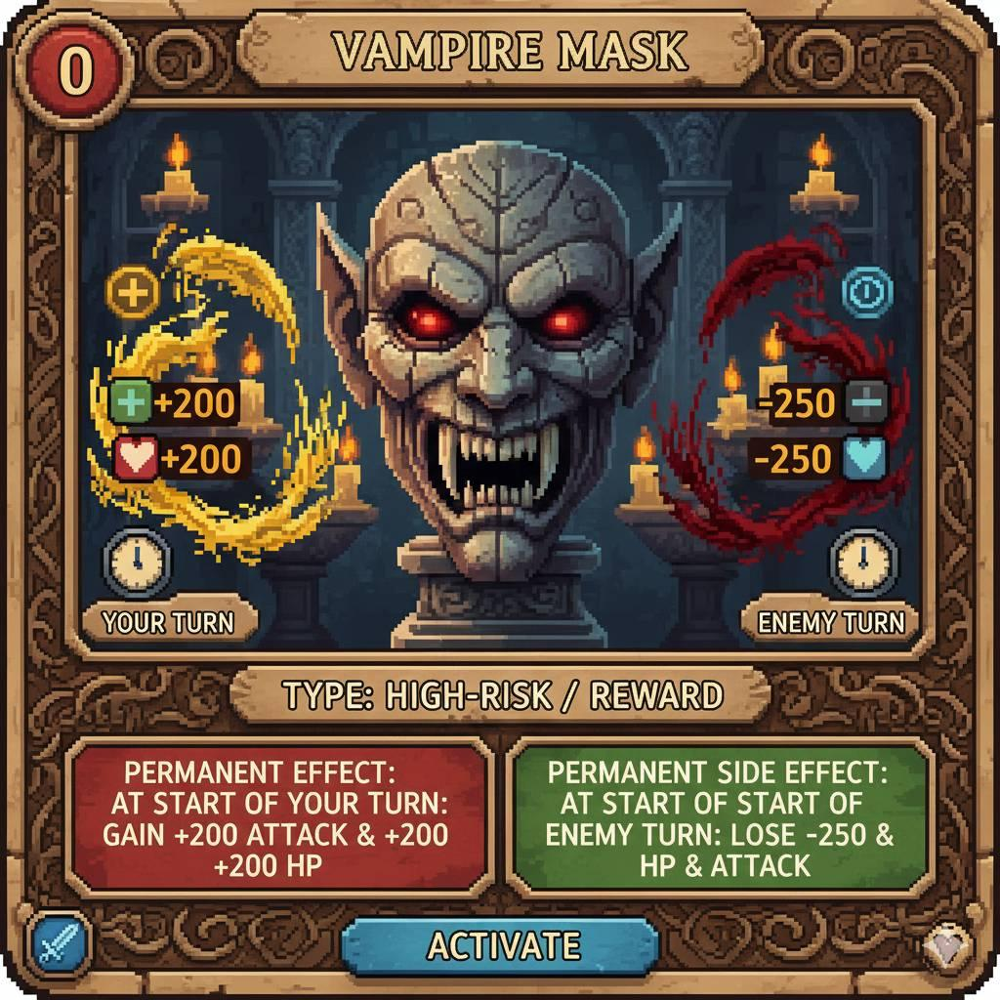 0
VAMPIRE MASK
+200
+200
-250
-250
YOUR TURN
ENEMY TURN
TYPE: HIGH-RISK / REWARD
PERMANENT EFFECT:
AT START OF YOUR TURN:
GAIN +200 ATTACK & +200
+200 HP
PERMANENT SIDE EFFECT:
AT START OF START OF
ENEMY TURN: LOSE -250 &
HP & ATTACK
ACTIVATE